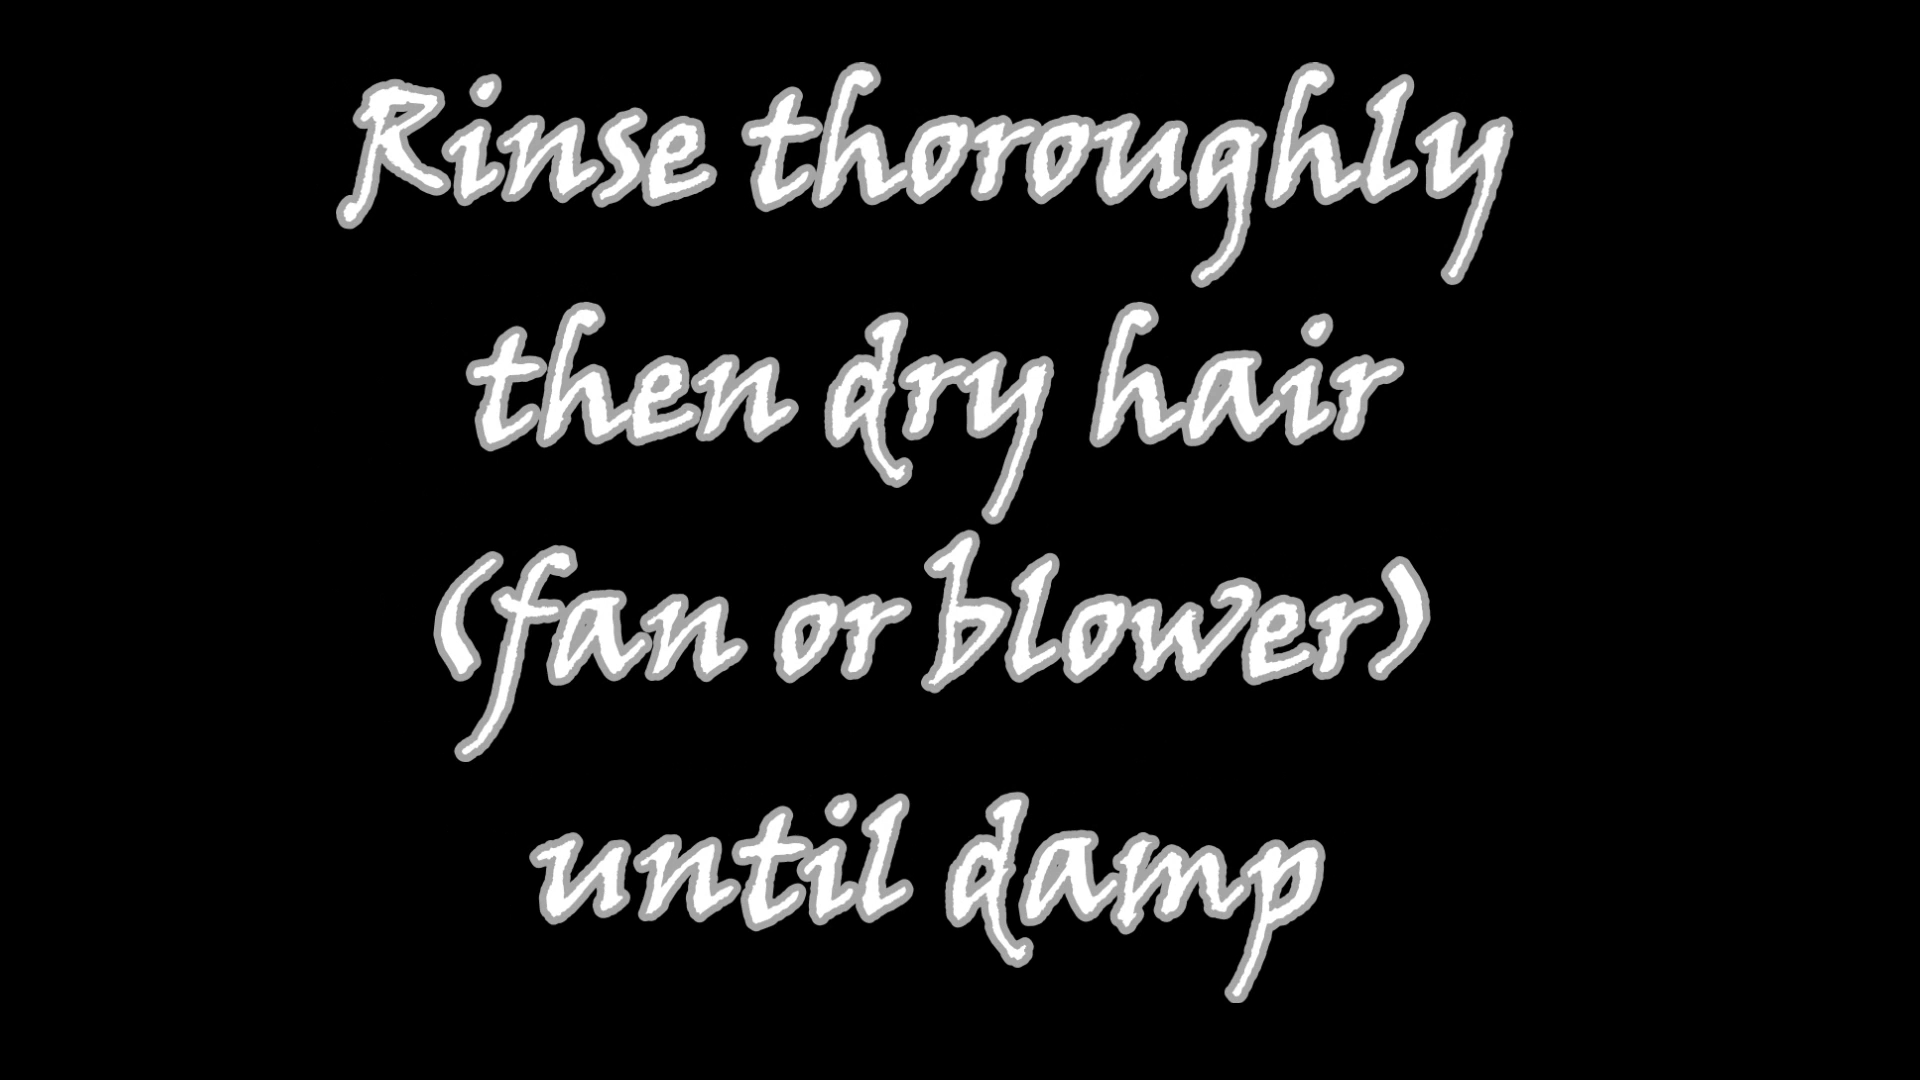 Rinse thoroughly
then dry hair
(fan or blower)
until damp